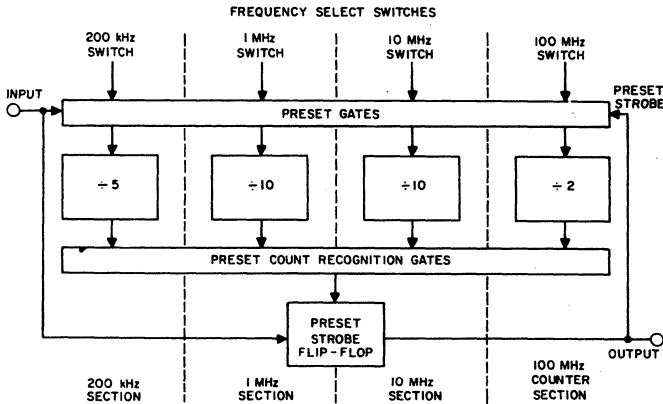 FREQUENCY SELECT SWITCHES
200 kHz
SWITCH
1 MHz
SWITCH
10 MHz
SWITCH
100 MHz
SWITCH
INPUT
PRESET
STROBE
PRESET GATES
÷5
÷10
÷10
÷2
PRESET COUNT RECOGNITION GATES
PRESET
STROBE
FLIP-FLOP
OUTPUT
200 kHz
SECTION
1 MHz
SECTION
10 MHz
SECTION
100 MHz
COUNTER
SECTION